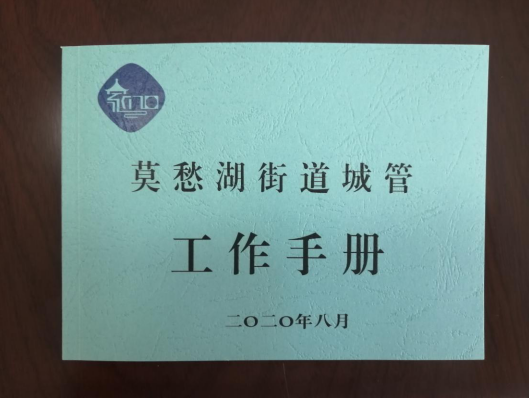 莫愁湖街道城管
工作手册
二〇二〇年八月